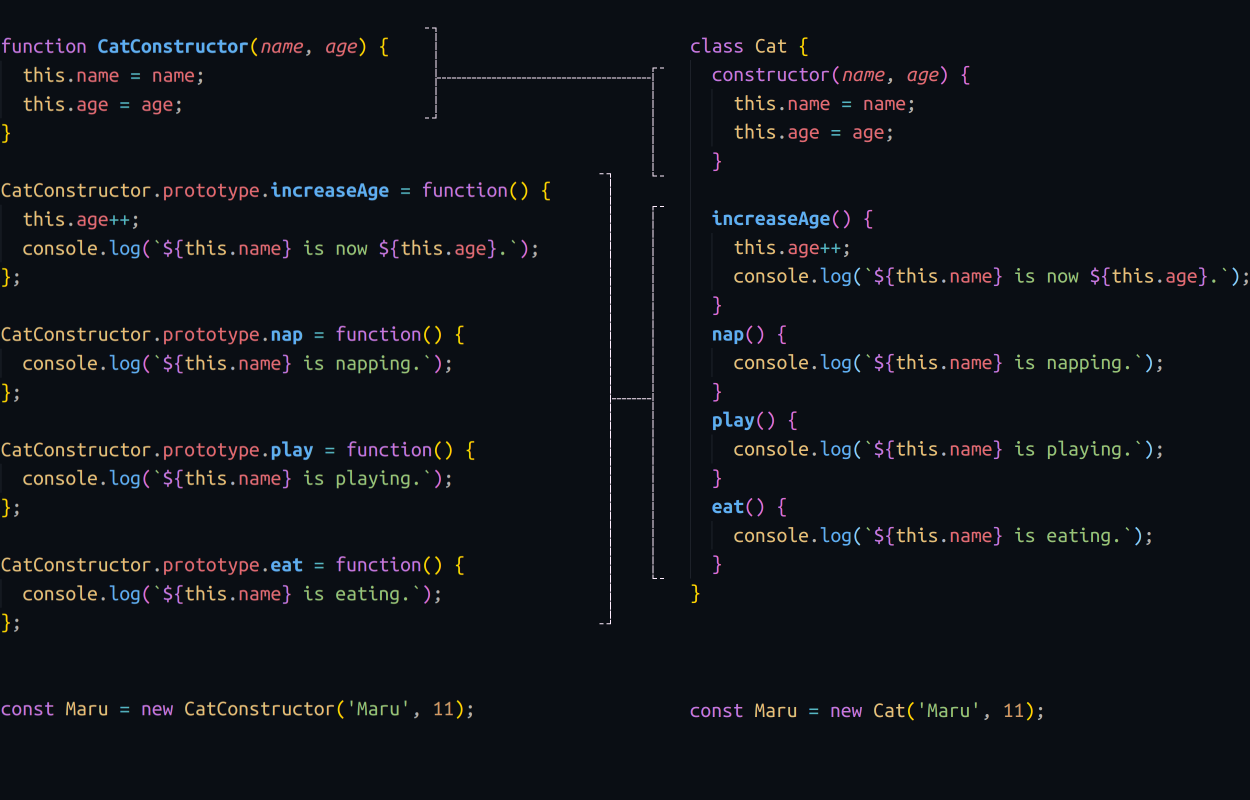 function CatConstructor(name, age) {
  this.name = name;
  this.age = age;
}
CatConstructor.prototype.increaseAge = function() {
  this.age++;
  console.log(`${this.name} is now ${this.age}.`);
};
CatConstructor.prototype.nap = function() {
  console.log(`${this.name} is napping.`);
};
CatConstructor.prototype.play = function() {
  console.log(`${this.name} is playing.`);
};
CatConstructor.prototype.eat = function() {
  console.log(`${this.name} is eating.`);
};
const Maru = new CatConstructor('Maru', 11);
class Cat {
  constructor(name, age) {
    this.name = name;
    this.age = age;
  }
  increaseAge() {
    this.age++;
    console.log(`${this.name} is now ${this.age}.`);
  }
  nap() {
    console.log(`${this.name} is napping.`);
  }
  play() {
    console.log(`${this.name} is playing.`);
  }
  eat() {
    console.log(`${this.name} is eating.`);
  }
}
const Maru = new Cat('Maru', 11);